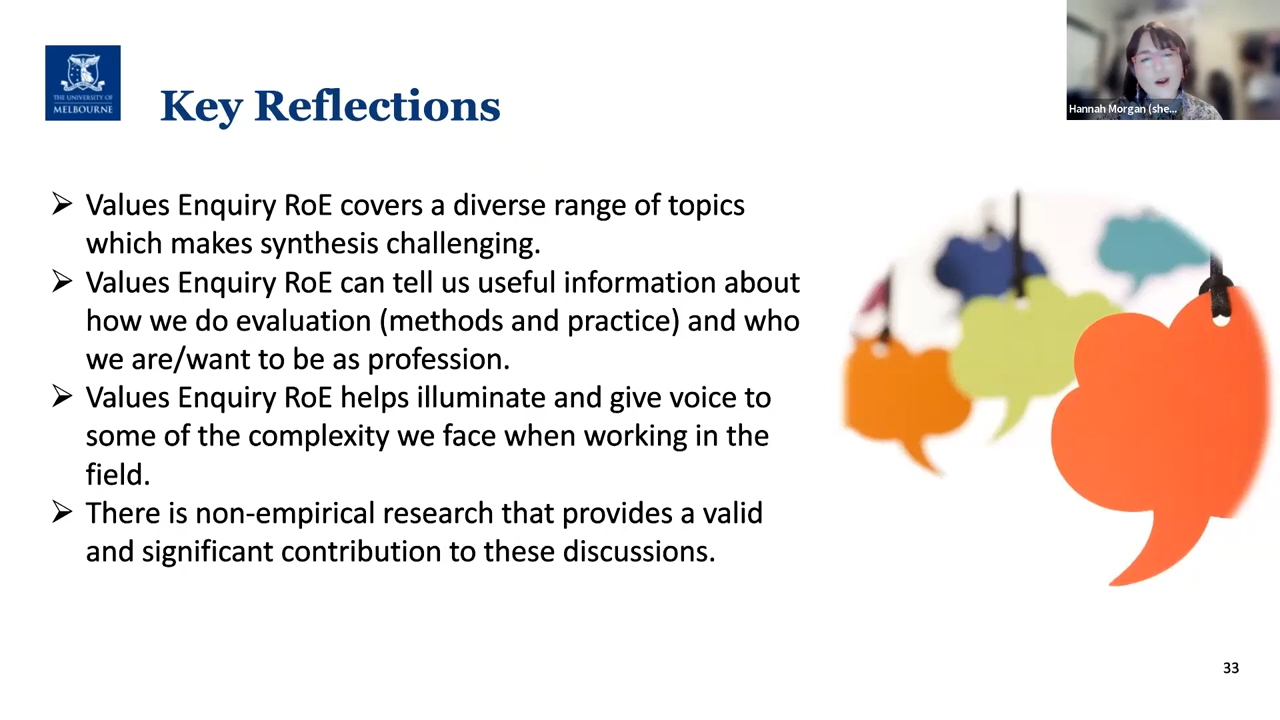 THE UNIVERSITY OF
MELBOURNE
Key Reflections
Hannah Morgan (she...
➢ Values Enquiry RoE covers a diverse range of topics
which makes synthesis challenging.
➢ Values Enquiry RoE can tell us useful information about
how we do evaluation (methods and practice) and who
we are/want to be as profession.
➢ Values Enquiry RoE helps illuminate and give voice to
some of the complexity we face when working in the
field.
➢ There is non-empirical research that provides a valid
and significant contribution to these discussions.
33